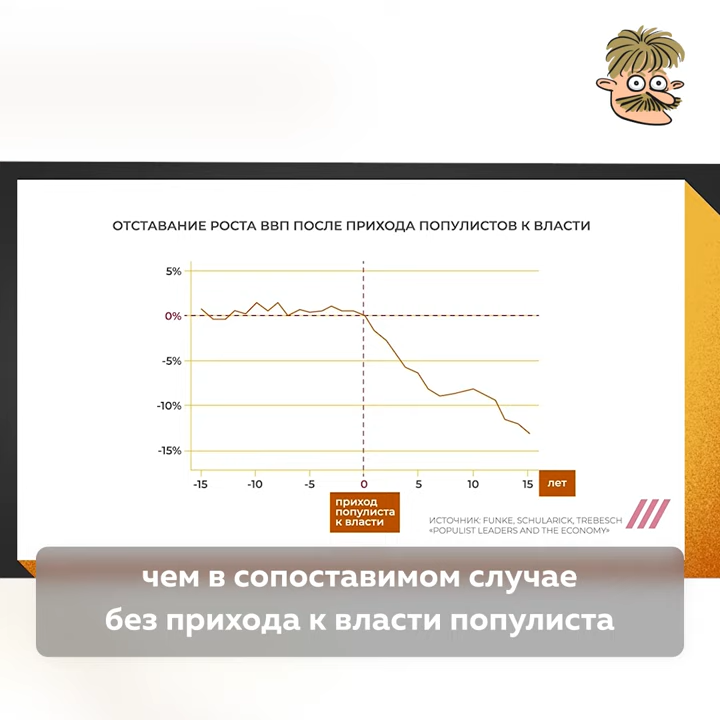 ОТСТАВАНИЕ РОСТА ВВП ПОСЛЕ ПРИХОДА ПОПУЛИСТОВ К ВЛАСТИ
5%
0%
-5%
-10%
-15%
-15
-10
-5
0
5
10
15
лет
приход
популиста
к власти
ИСТОЧНИК: FUNKE, SCHULARICK, TREBESCH
«POPULIST LEADERS AND THE ECONOMY»
чем в сопоставимом случае
без прихода к власти популиста